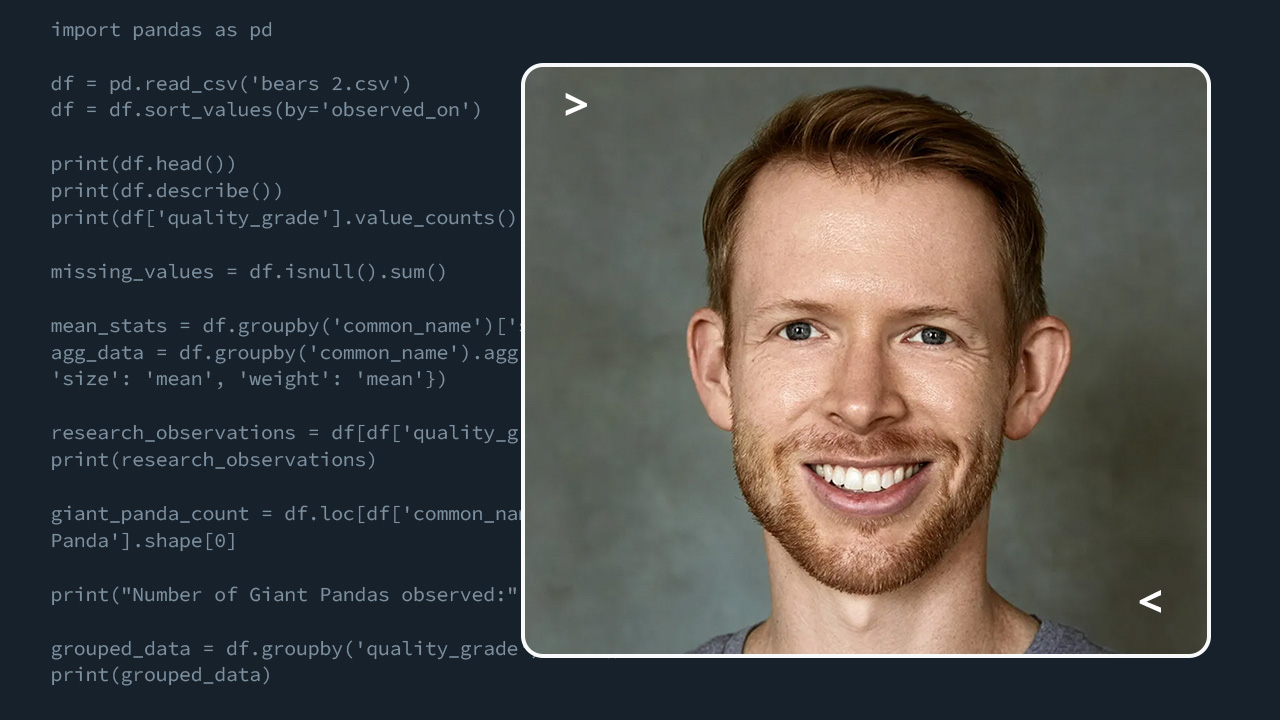 import pandas as pd
df = pd.read_csv('bears 2.csv')
df = df.sort_values(by='observed_on')
print(df.head())
print(df.describe())
print(df['quality_grade'].value_counts()
missing_values = df.isnull().sum()
mean_stats = df.groupby('common_name')['
agg_data = df.groupby('common_name').agg
'size': 'mean', 'weight': 'mean'})
research_observations = df[df['quality_g
print(research_observations)
giant_panda_count = df.loc[df['common_na
Panda'].shape[0]
print("Number of Giant Pandas observed:"
grouped_data = df.groupby('quality_grade
print(grouped_data)
>
<